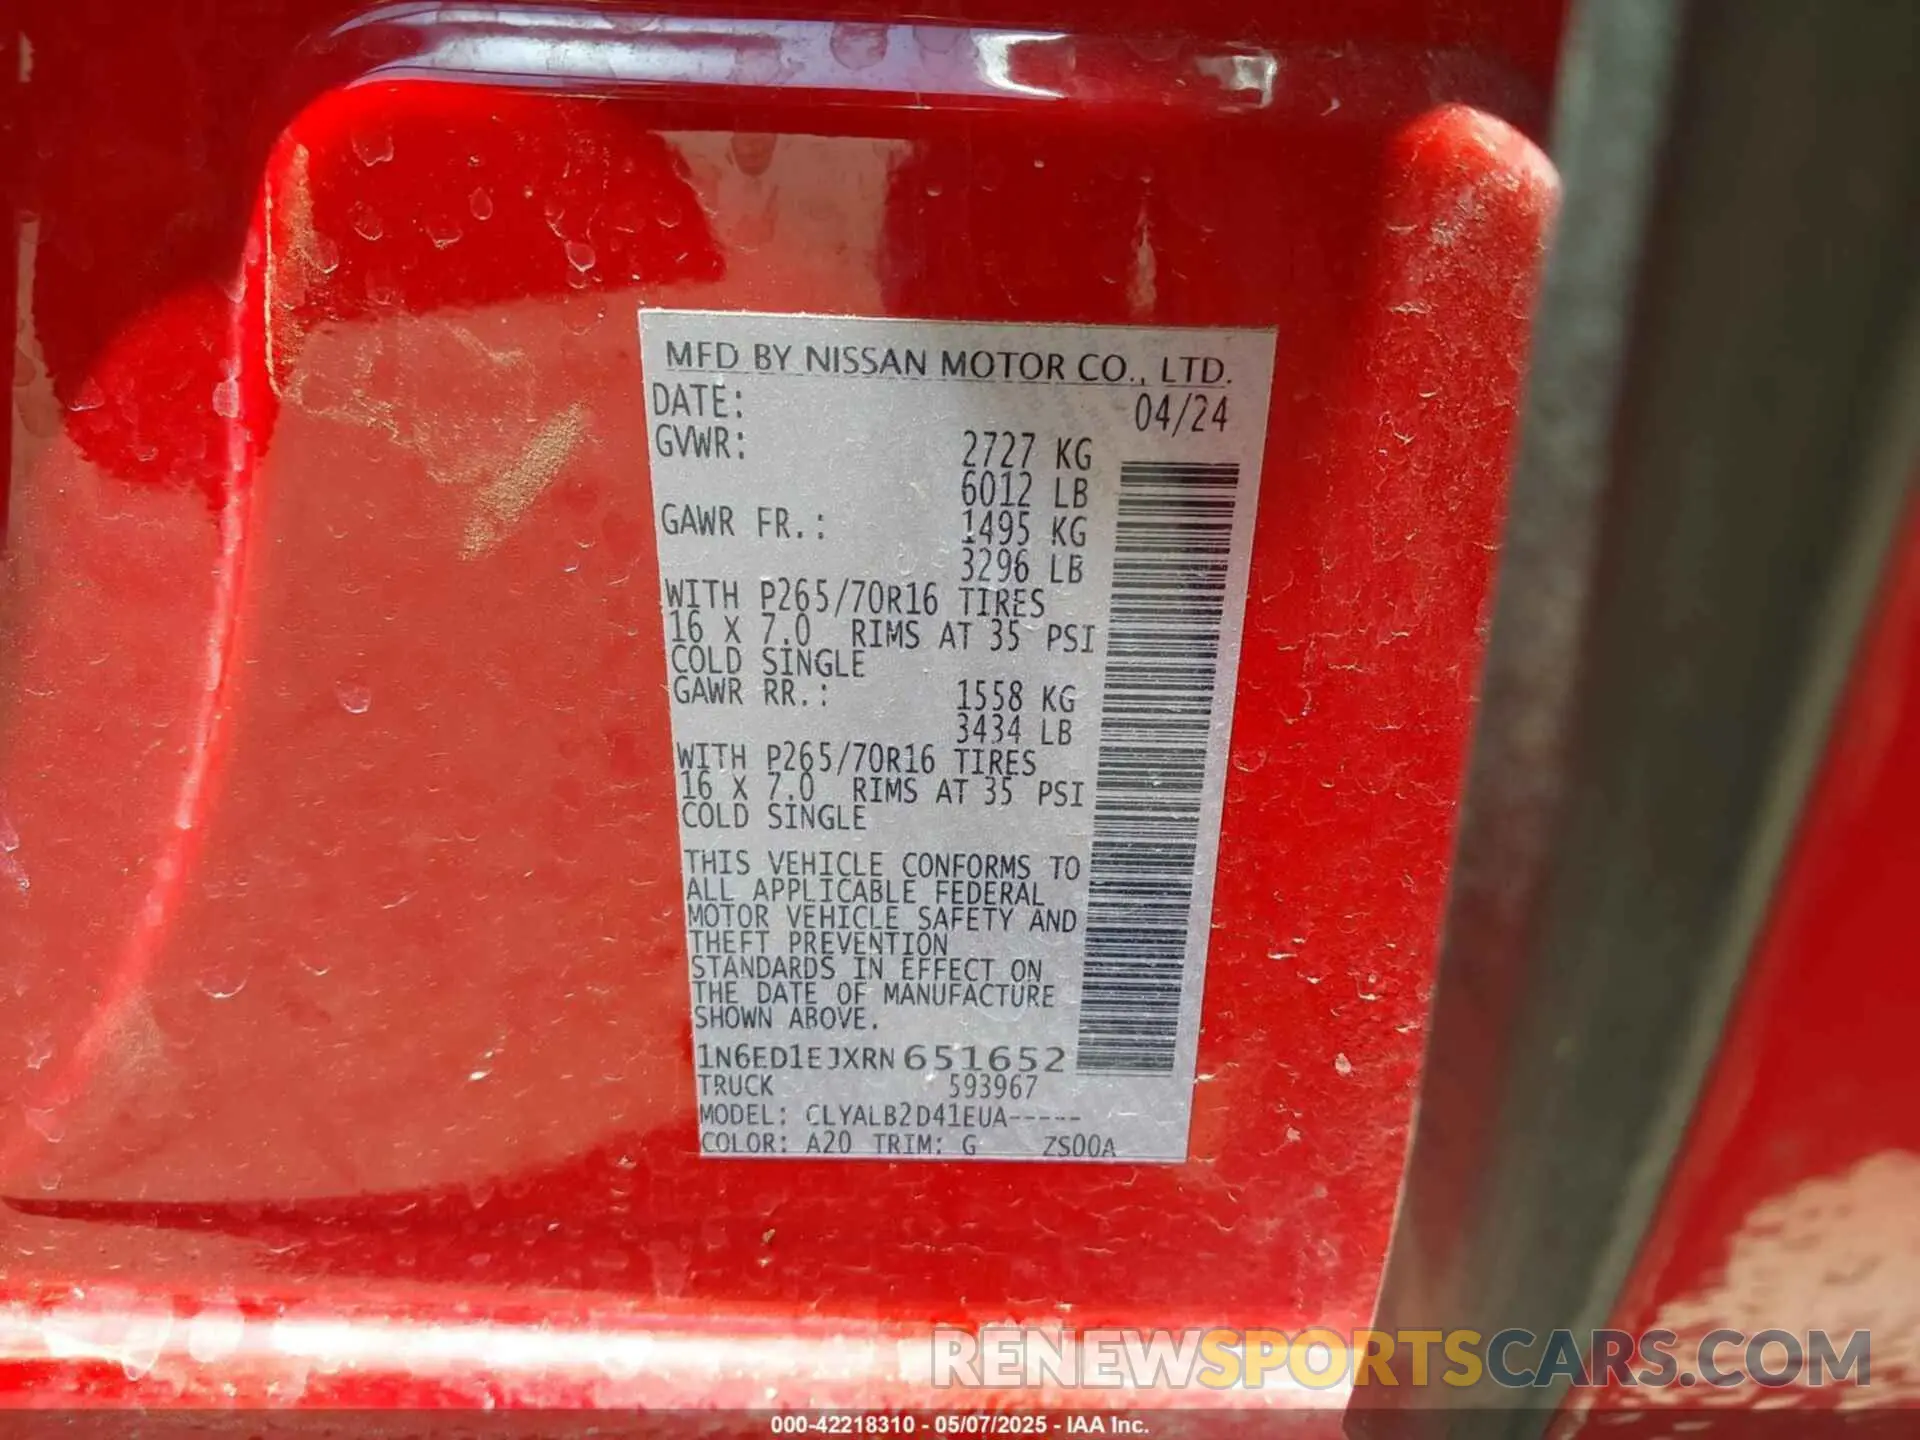 MFD BY NISSAN MOTOR CO., LTD.
DATE: 04/24
GVWR: 2727 KG
6012 LB
GAWR FR.: 1495 KG
3296 LB
WITH P265/70R16 TIRES
16 X 7.0 RIMS AT 35 PSI
COLD SINGLE
GAWR RR.: 1558 KG
3434 LB
WITH P265/70R16 TIRES
16 X 7.0 RIMS AT 35 PSI
COLD SINGLE
THIS VEHICLE CONFORMS TO
ALL APPLICABLE FEDERAL
MOTOR VEHICLE SAFETY AND
THEFT PREVENTION
STANDARDS IN EFFECT ON
THE DATE OF MANUFACTURE
SHOWN ABOVE.
1N6ED1EJXRN651652
TRUCK 593967
MODEL: CLYALB2D41EUA-----
COLOR: A20 TRIM: G ZS00A
RENEWSPORTSCARS.COM
000-42218310 - 05/07/2025 - IAA Inc.